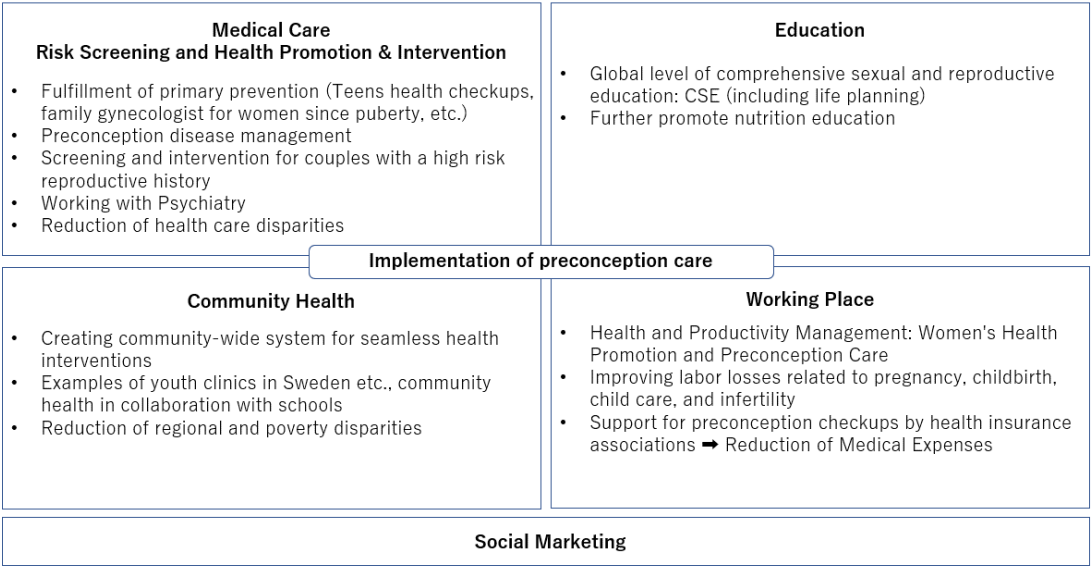 Medical Care
Risk Screening and Health Promotion & Intervention
• Fulfillment of primary prevention (Teens health checkups,
family gynecologist for women since puberty, etc.)
• Preconception disease management
• Screening and intervention for couples with a high risk
reproductive history
• Working with Psychiatry
• Reduction of health care disparities
Education
• Global level of comprehensive sexual and reproductive
education: CSE (including life planning)
• Further promote nutrition education
Implementation of preconception care
Community Health
• Creating community-wide system for seamless health
interventions
• Examples of youth clinics in Sweden etc., community
health in collaboration with schools
• Reduction of regional and poverty disparities
Working Place
• Health and Productivity Management: Women's Health
Promotion and Preconception Care
• Improving labor losses related to pregnancy, childbirth,
child care, and infertility
• Support for preconception checkups by health insurance
associations ➡ Reduction of Medical Expenses
Social Marketing